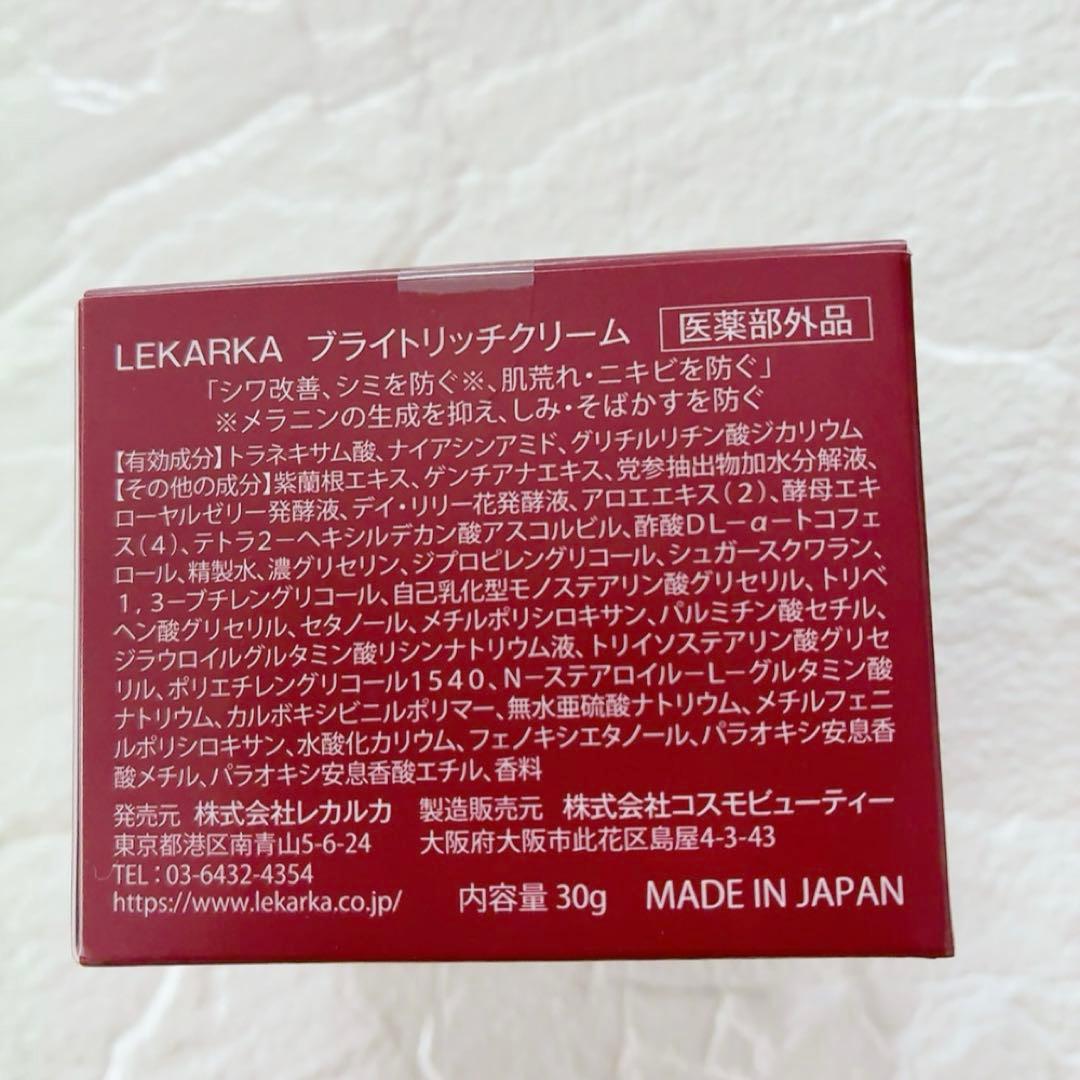 LEKARKA ブライトリッチクリーム 医薬部外品
「シワ改善、シミを防ぐ※、肌荒れ・ニキビを防ぐ」
※メラニンの生成を抑え、しみ・そばかすを防ぐ
【有効成分】トラネキサム酸、ナイアシンアミド、グリチルリチン酸ジカリウム
【その他の成分】紫蘭根エキス、ゲンチアナエキス、党参抽出物加水分解液、
ローヤルゼリー発酵液、デイ・リリー花発酵液、アロエエキス(2)、酵母エキ
ス(4)、テトラ2-ヘキシルデカン酸アスコルビル、酢酸DL-α-トコフェ
ロール、精製水、濃グリセリン、ジプロピレングリコール、シュガースクワラン、
1,3-ブチレングリコール、自己乳化型モノステアリン酸グリセリル、トリベ
ヘン酸グリセリル、セタノール、メチルポリシロキサン、パルミチン酸セチル、
ジラウロイルグルタミン酸リシンナトリウム液、トリイソステアリン酸グリセ
リル、ポリエチレングリコール1540、N-ステアロイル-L-グルタミン酸
ナトリウム、カルボキシビニルポリマー、無水亜硫酸ナトリウム、メチルフェニ
ルポリシロキサン、水酸化カリウム、フェノキシエタノール、パラオキシ安息香
酸メチル、パラオキシ安息香酸エチル、香料
発売元 株式会社レカルカ 製造販売元 株式会社コスモビューティー
東京都港区南青山5-6-24 大阪府大阪市此花区島屋4-3-43
TEL：03-6432-4354
https://www.lekarka.co.jp/ 内容量 30g MADE IN JAPAN